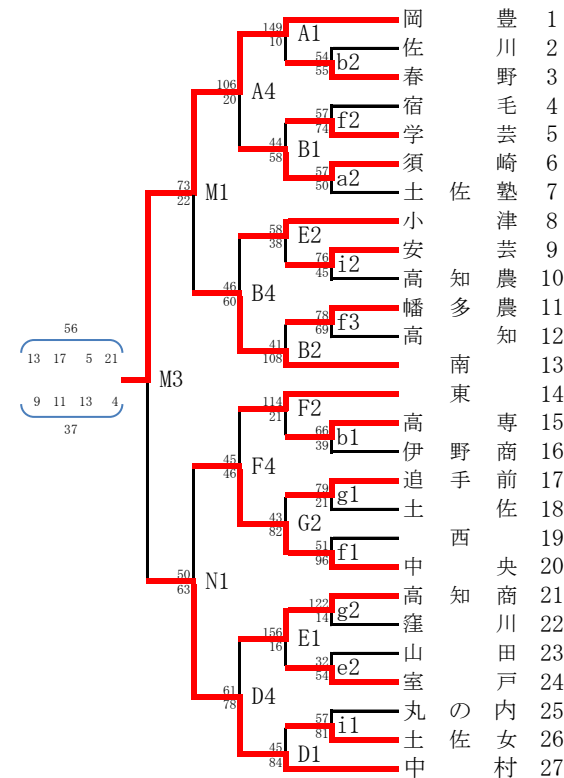 岡豊 1
149 A1
10
佐川 2
54 b2
55
春野 3
106 A4
20
宿毛 4
57 f2
74
学芸 5
44 B1
58
須崎 6
57 a2
50
土佐塾 7
73 M1
22
小津 8
58 E2
38
安芸 9
76 i2
45
高知農 10
46 B4
60
幡多農 11
78 f3
69
高知 12
41 B2
108
南 13
56
13 17 5 21
M3
9 11 13 4
37
東 14
114 F2
21
高専 15
66 b1
39
伊野商 16
45 F4
46
追手前 17
79 g1
21
土佐 18
43 G2
82
西 19
51 f1
96
中央 20
50 N1
63
高知商 21
122 g2
14
窪川 22
156 E1
16
山田 23
32 e2
54
室戸 24
61 D4
78
丸の内 25
57 i1
81
土佐女 26
45 D1
84
中村 27